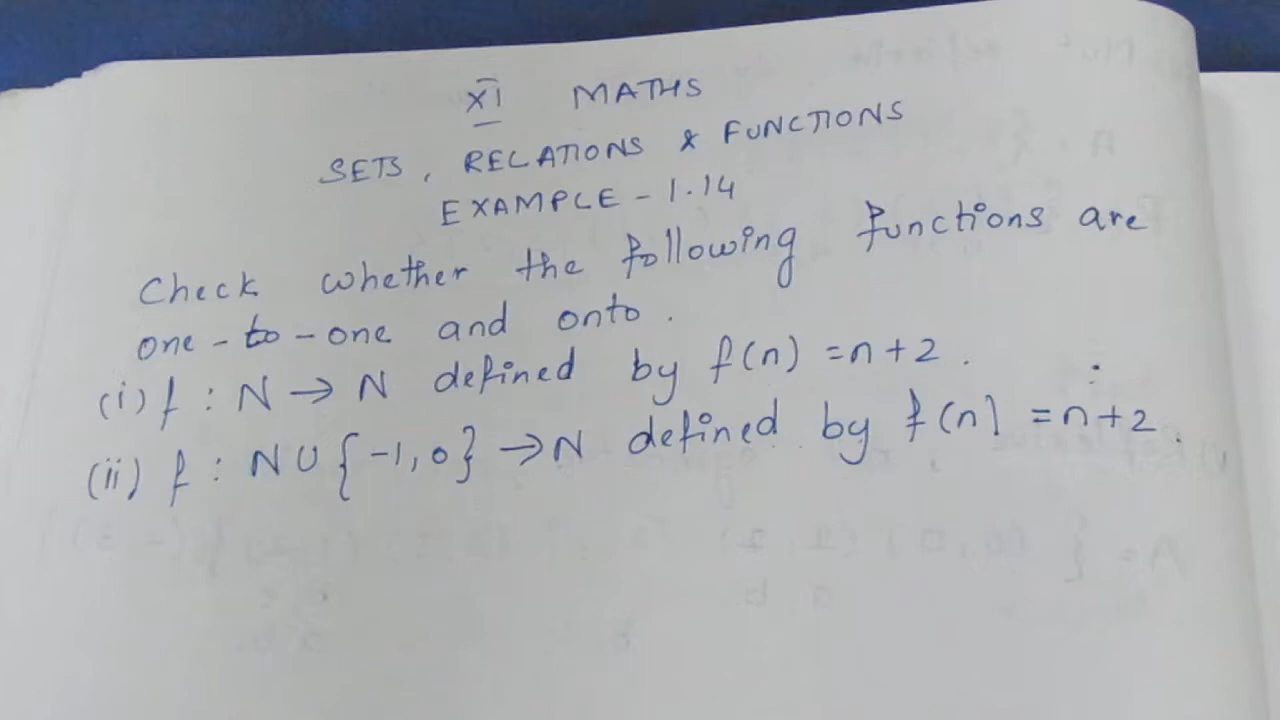 XI MATHS
SETS, RELATIONS & FUNCTIONS
EXAMPLE - 1.14
Check whether the following functions are
one-to-one and onto.
(i) f : N → N defined by f(n) = n+2.
(ii) f : N ∪ {-1, 0} → N defined by f(n) = n+2.